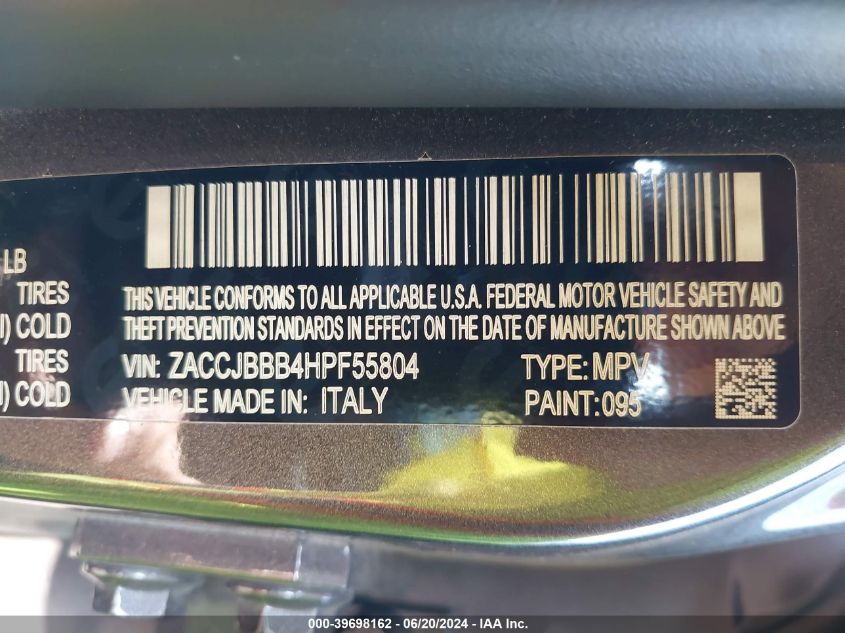 LB
TIRES
I) COLD
TIRES
I) COLD
THIS VEHICLE CONFORMS TO ALL APPLICABLE U.S.A. FEDERAL MOTOR VEHICLE SAFETY AND
THEFT PREVENTION STANDARDS IN EFFECT ON THE DATE OF MANUFACTURE SHOWN ABOVE
VIN: ZACCJBBB4HPF55804 TYPE: MPV
VEHICLE MADE IN: ITALY PAINT: 095
000-39698162 - 06/20/2024 - IAAI.com